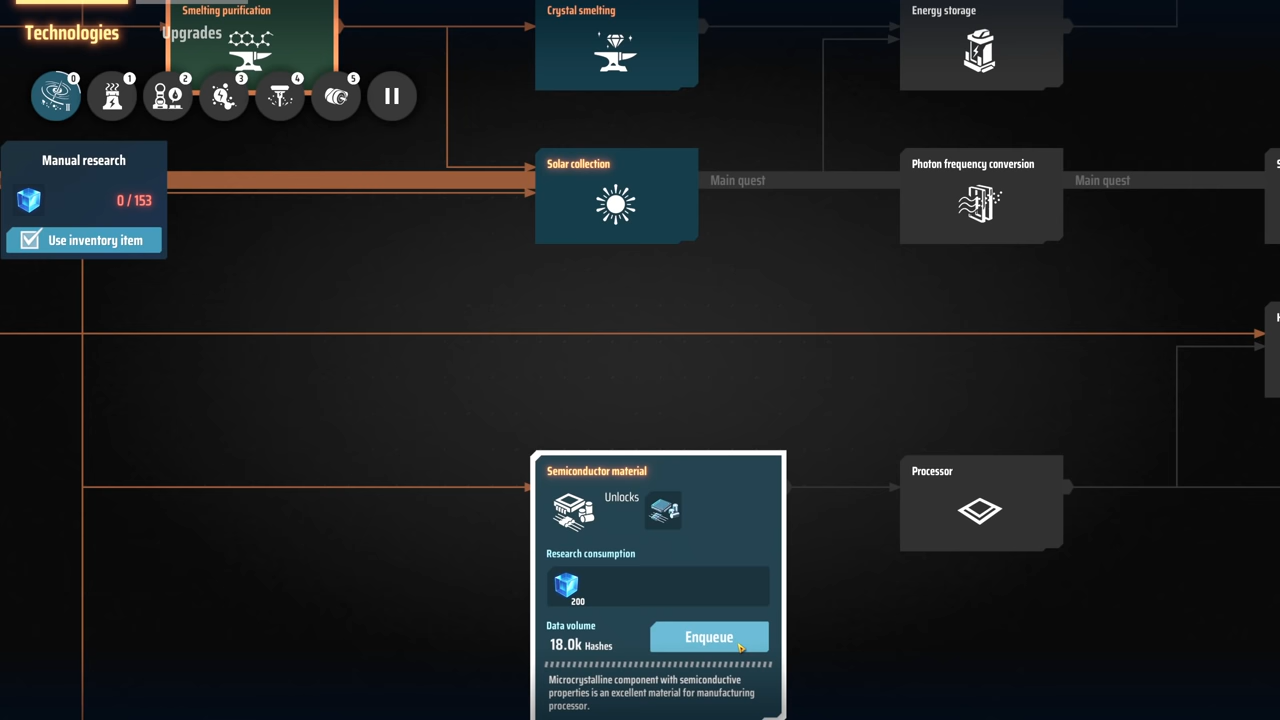 Smelting purification
Crystal smelting
Energy storage
Technologies
Upgrades
0
1
2
3
4
5
Manual research
0 / 153
Use inventory item
Solar collection
Main quest
Photon frequency conversion
Main quest
Semiconductor material
Unlocks
Research consumption
200
Data volume
18.0k Hashes
Enqueue
Microcrystalline component with semiconductive
properties is an excellent material for manufacturing
processor.
Processor